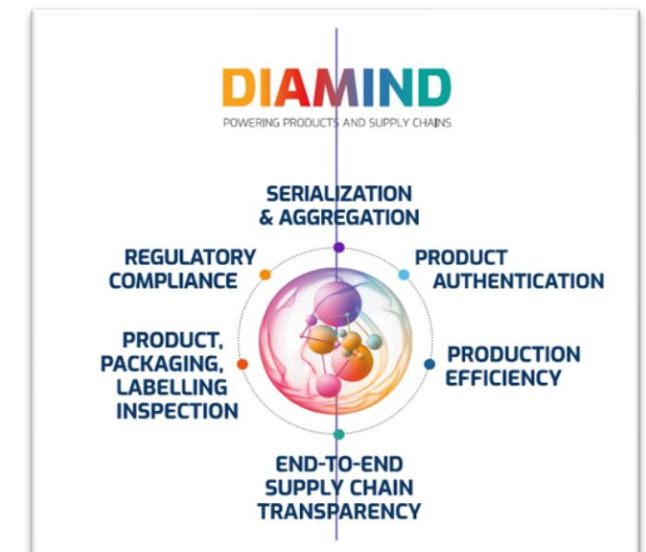 DIAMIND
POWERING PRODUCTS AND SUPPLY CHAINS
SERIALIZATION
& AGGREGATION
REGULATORY
COMPLIANCE
PRODUCT
AUTHENTICATION
PRODUCT,
PACKAGING,
LABELLING
INSPECTION
PRODUCTION
EFFICIENCY
END-TO-END
SUPPLY CHAIN
TRANSPARENCY